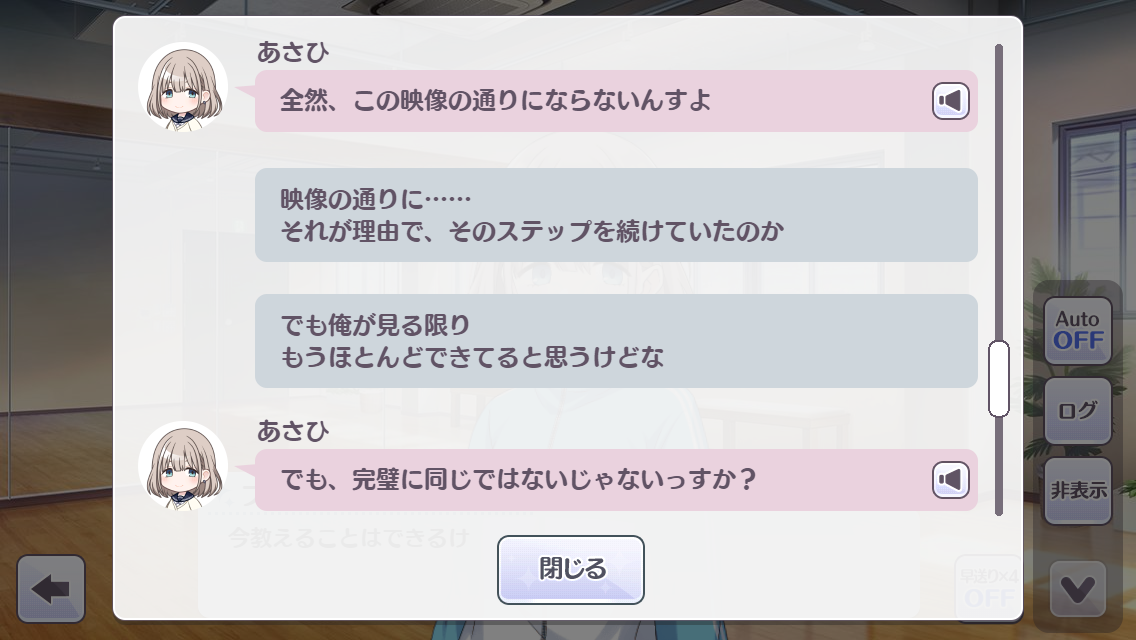 あさひ
全然、この映像の通りにならないんすよ
映像の通りに……
それが理由で、そのステップを続けていたのか
でも俺が見る限り
もうほとんどできてると思うけどな
あさひ
でも、完璧に同じではないじゃないっすか？
今教えることはできるけ
閉じる
Auto
OFF
ログ
非表示
早送り×4
OFF